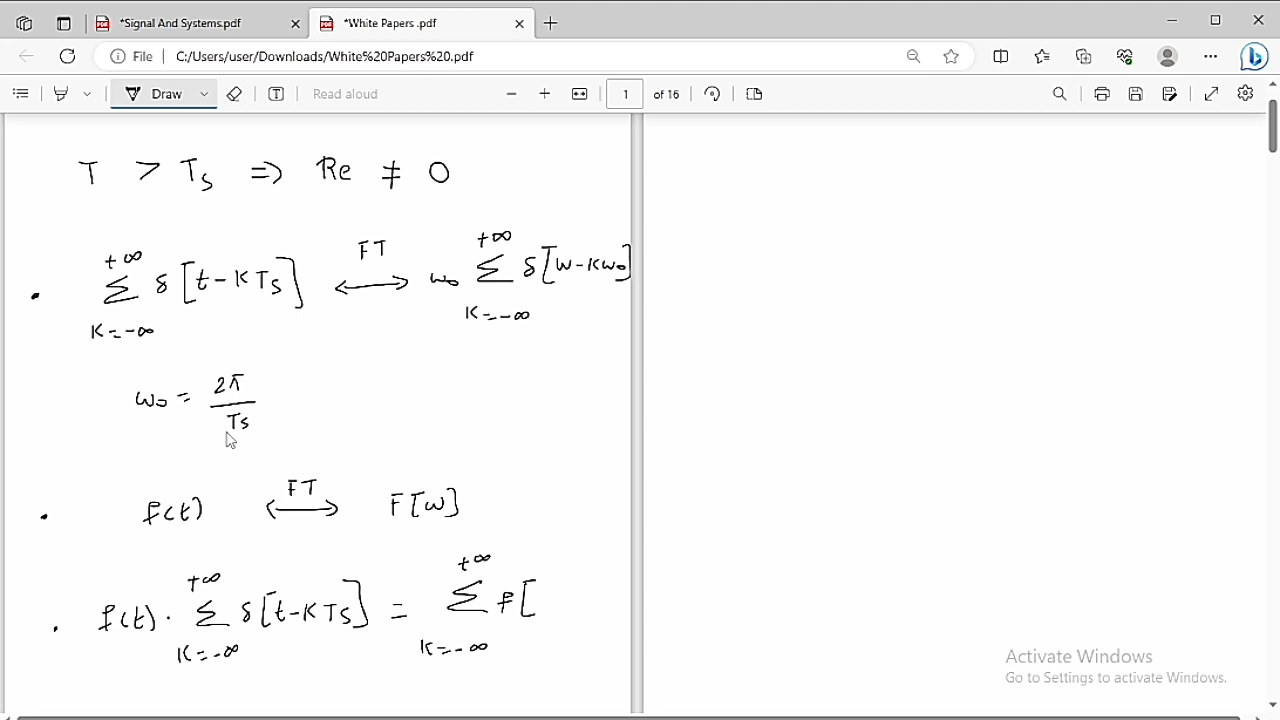 *Signal And Systems.pdf
*White Papers .pdf
File C:/Users/user/Downloads/White%20Papers%20.pdf
Draw Read aloud 1 of 16
T > Ts => Re ≠ 0
+∞ FT +∞
. Σ δ[t-KTs] ↔ ω₀ Σ δ[W-Kω₀]
K=-∞ K=-∞
ω₀ = 2π
Ts
. f(t) FT ↔ F[ω]
+∞ +∞
. f(t). Σ δ[t-KTs] = Σ f[
K=-∞ K=-∞
Activate Windows
Go to Settings to activate Windows.